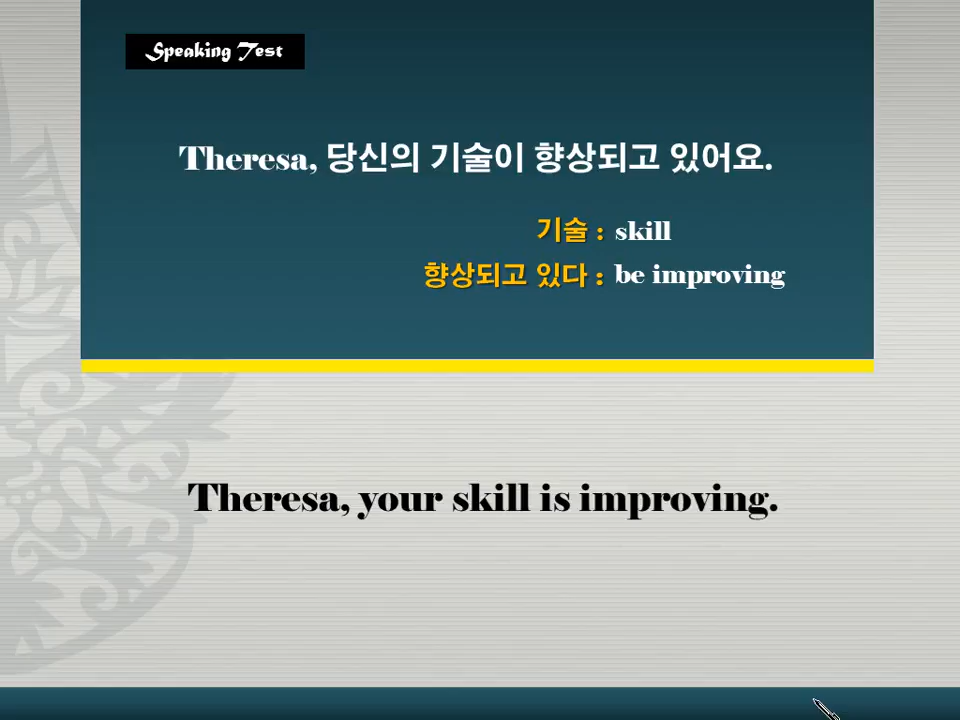 Speaking Test
Theresa, 당신의 기술이 향상되고 있어요.
기술 : skill
향상되고 있다 : be improving
Theresa, your skill is improving.